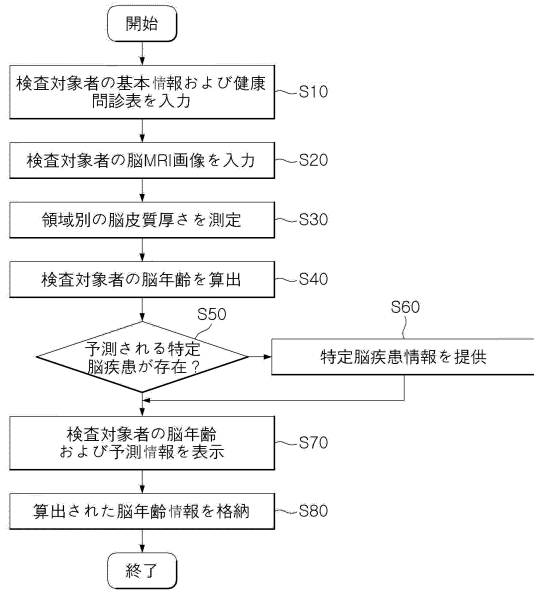 開始
検査対象者の基本情報および健康
問診表を入力
S10
検査対象者の脳MRI画像を入力
S20
領域別の脳皮質厚さを測定
S30
検査対象者の脳年齢を算出
S40
S50
予測される特定
脳疾患が存在?
S60
特定脳疾患情報を提供
検査対象者の脳年齢
および予測情報を表示
S70
算出された脳年齢情報を格納
S80
終了